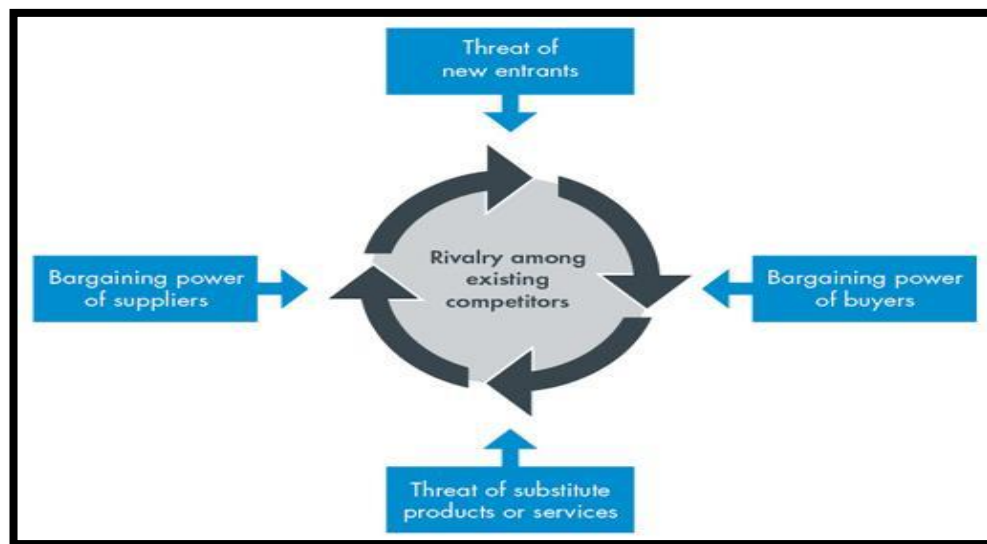 Threat of
new entrants
Bargaining power
of suppliers
Rivalry among
existing
competitors
Bargaining power
of buyers
Threat of substitute
products or services